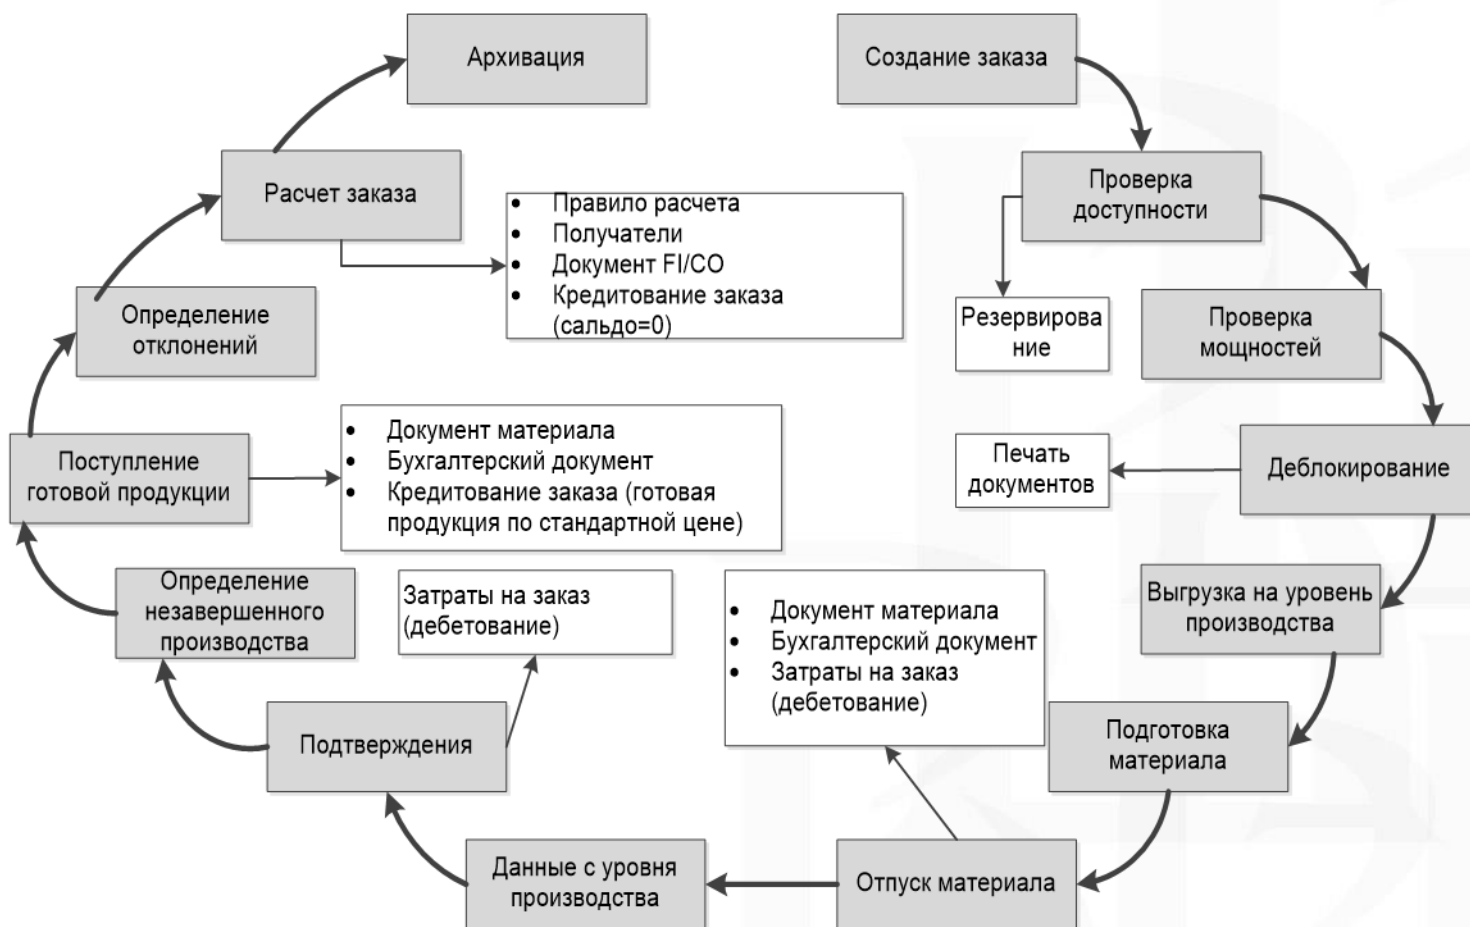 Архивация
Создание заказа
Расчет заказа
Проверка
доступности
• Правило расчета
• Получатели
• Документ FI/CO
• Кредитование заказа
(сальдо=0)
Определение
отклонений
Резервирова
ние
Проверка
мощностей
Поступление
готовой продукции
• Документ материала
• Бухгалтерский документ
• Кредитование заказа (готовая
продукция по стандартной цене)
Печать
документов
Деблокирование
Определение
незавершенного
производства
Затраты на заказ
(дебетование)
• Документ материала
• Бухгалтерский документ
• Затраты на заказ
(дебетование)
Выгрузка на уровень
производства
Подтверждения
Подготовка
материала
Данные с уровня
производства
Отпуск материала